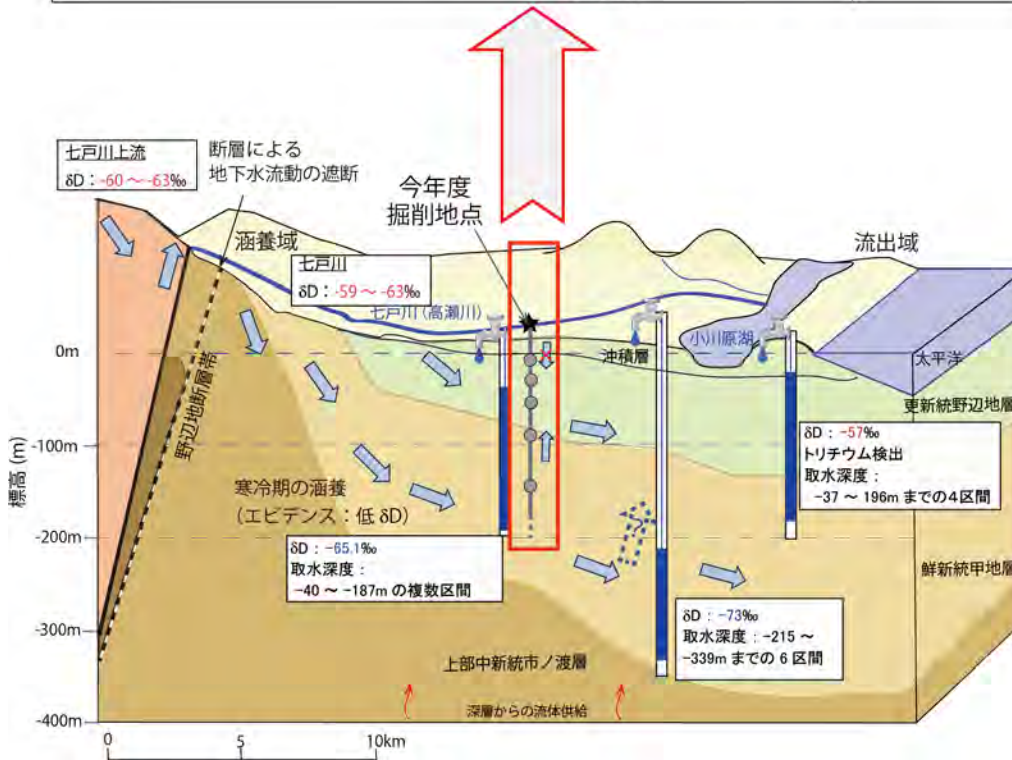 七戸川上流
δD：-60～-63‰
断層による
地下水流動の遮断
今年度
掘削地点
涵養域
流出域
七戸川
δD：-59～-63‰
七戸川（高瀬川）
小川原湖
太平洋
沖積層
更新統野辺地層
野辺地断層帯
標高 (m)
0m
-100m
-200m
-300m
-400m
寒冷期の涵養
（エビデンス：低 δD）
δD：-57‰
トリチウム検出
取水深度：
-37 ～ 196m までの4区間
δD：-65.1‰
取水深度：
-40 ～ -187m の複数区間
鮮新統甲地層
δD：-73‰
取水深度：-215 ～
-339m までの 6 区間
上部中新統市ノ渡層
深層からの流体供給
0
5
10km